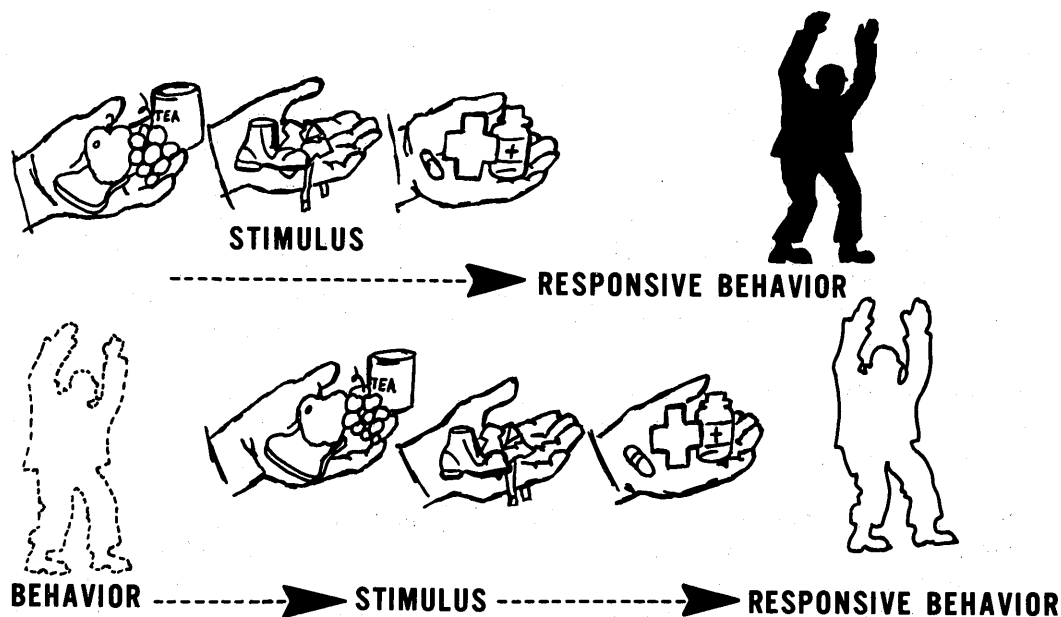 TEA
STIMULUS
RESPONSIVE BEHAVIOR
TEA
BEHAVIOR STIMULUS RESPONSIVE BEHAVIOR